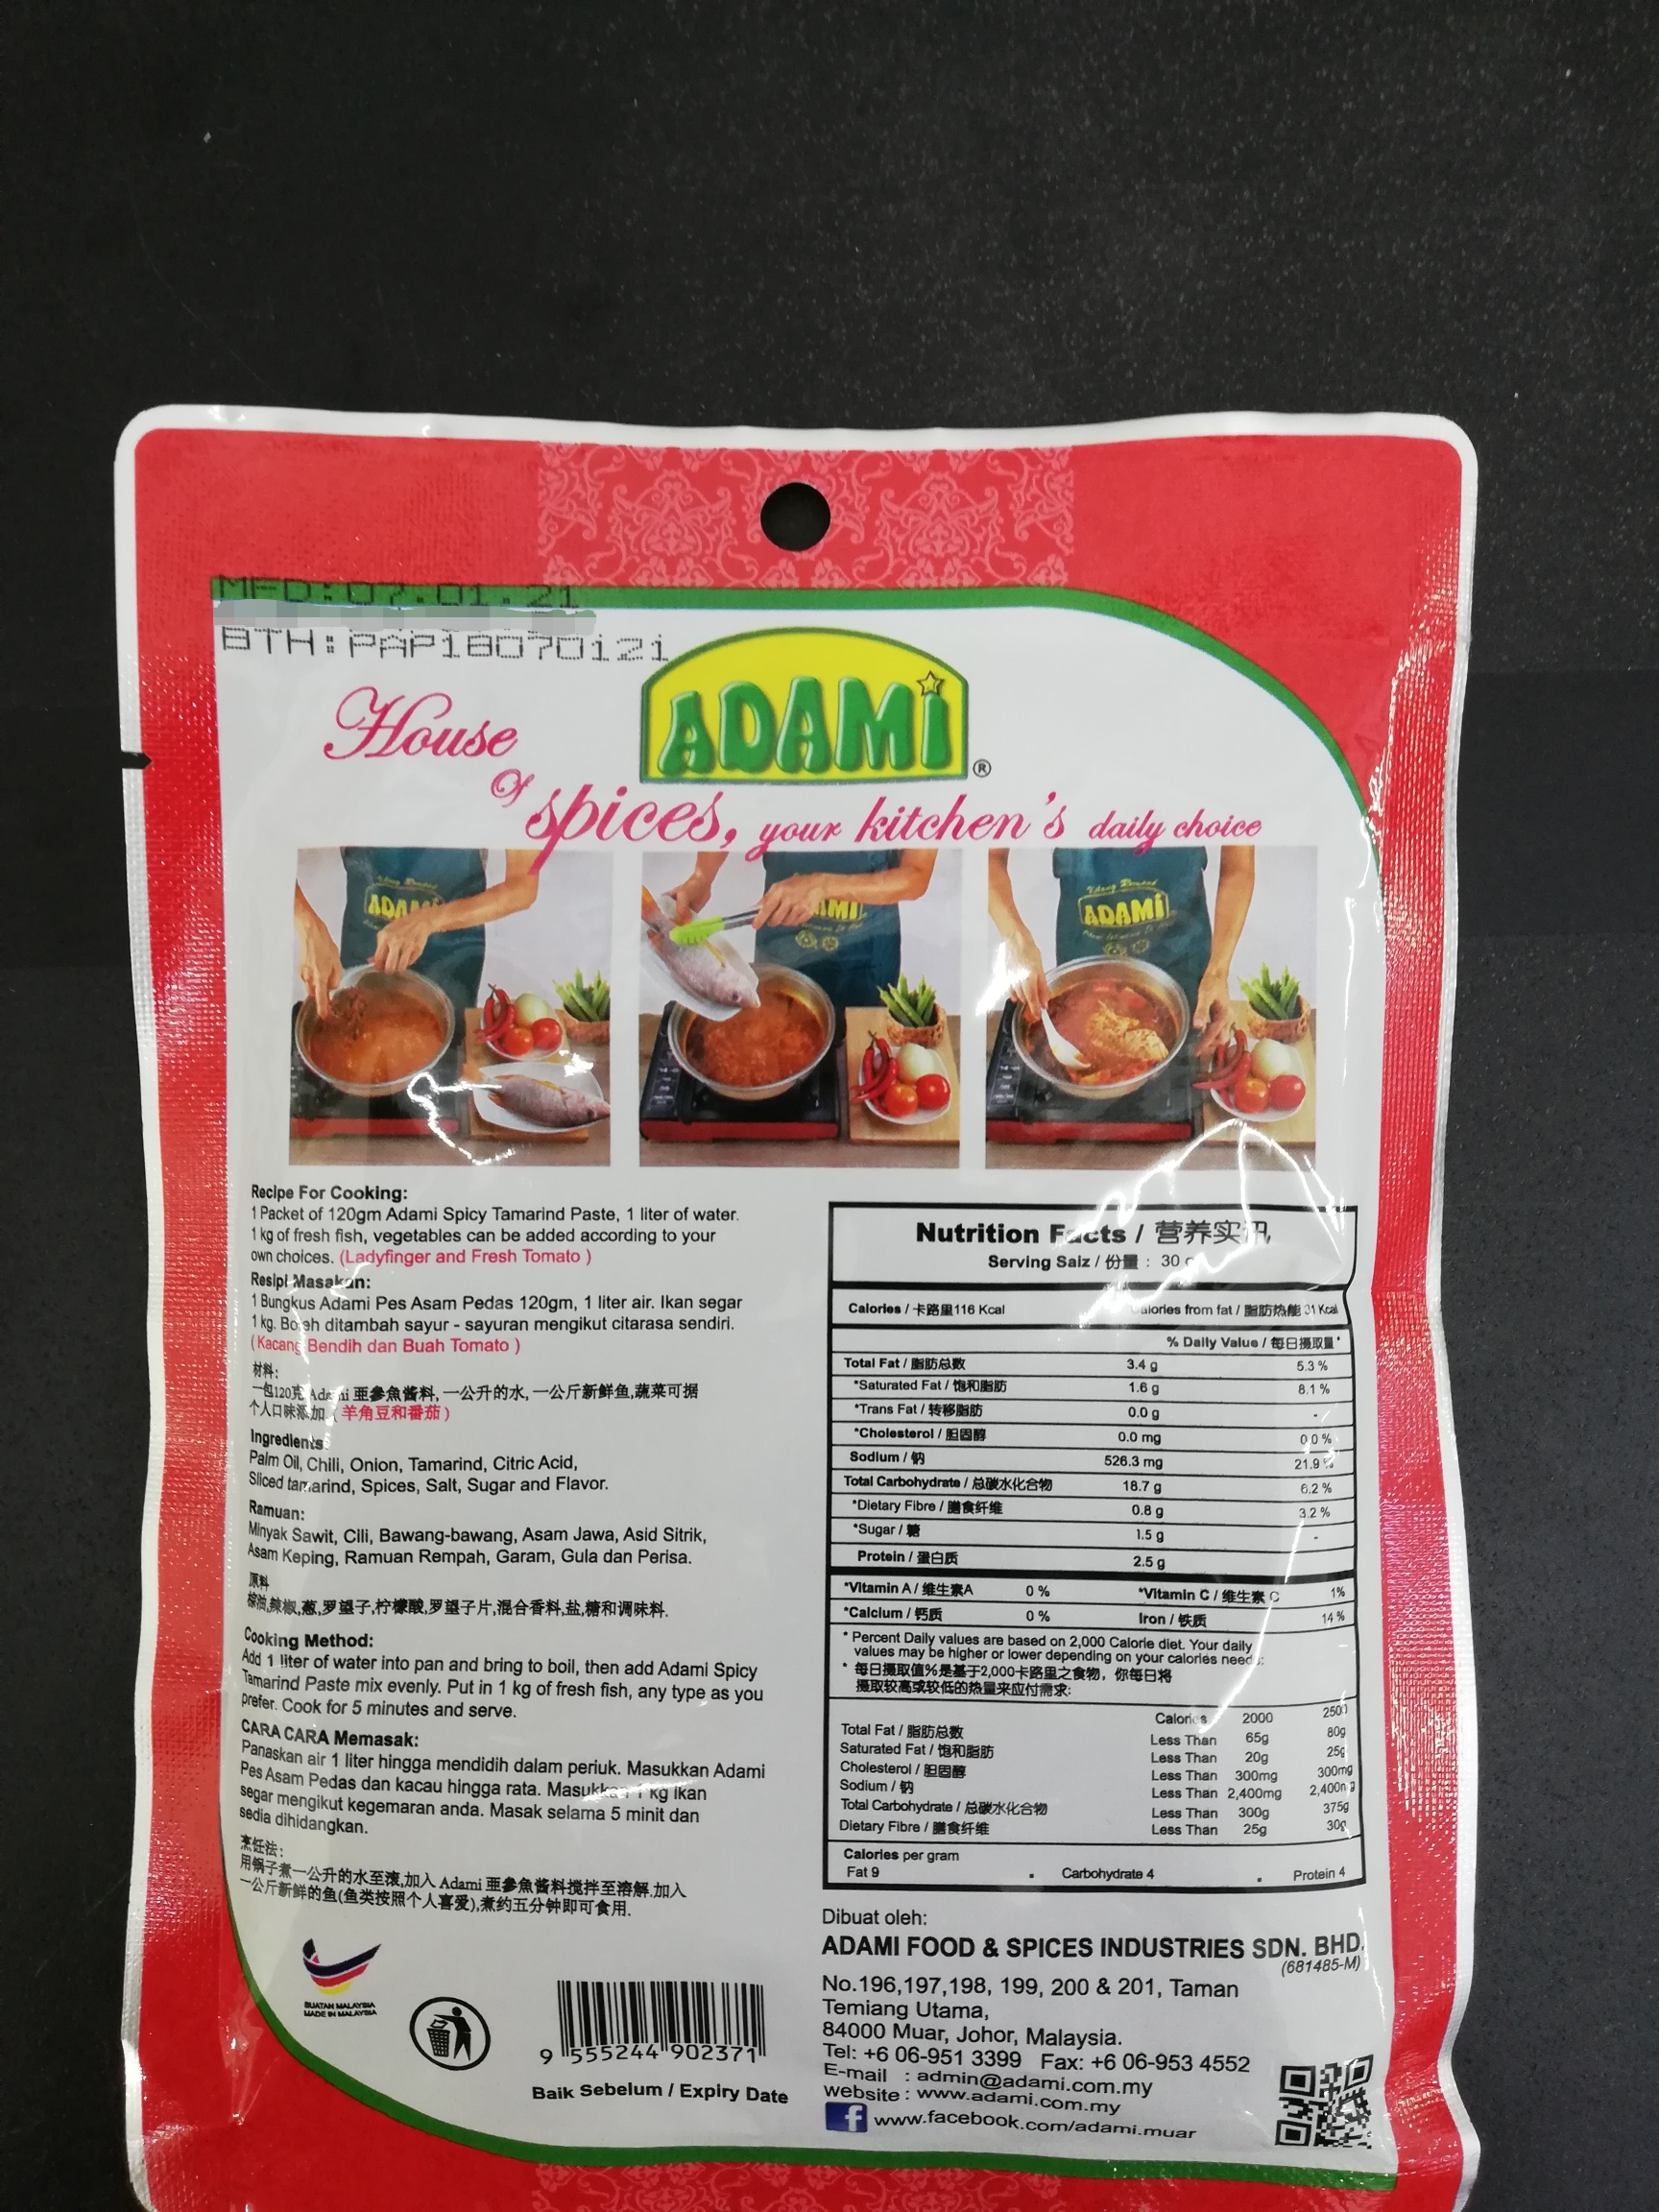 MFD:07.01.21
BTH:PAP18070121
ADAMi ®
House
Of
spices, your kitchen's daily choice
ADAMi
ADAMi
Recipe For Cooking:
1 Packet of 120gm Adami Spicy Tamarind Paste, 1 liter of water.
1 kg of fresh fish, vegetables can be added according to your
own choices. (Ladyfinger and Fresh Tomato )
Resipi Masakan:
1 Bungkus Adami Pes Asam Pedas 120gm, 1 liter air. Ikan segar
1 kg. Boleh ditambah sayur - sayuran mengikut citarasa sendiri.
( Kacang Bendih dan Buah Tomato )
材料:
一包120克 Adami 亜參魚酱料, 一公升的水, 一公斤新鲜鱼,蔬菜可据
个人口味添加. ( 羊角豆和番茄 )
Ingredients:
Palm Oil, Chili, Onion, Tamarind, Citric Acid,
Sliced tamarind, Spices, Salt, Sugar and Flavor.
Ramuan:
Minyak Sawit, Cili, Bawang-bawang, Asam Jawa, Asid Sitrik,
Asam Keping, Ramuan Rempah, Garam, Gula dan Perisa.
原料
棕油,辣椒,葱,罗望子,柠檬酸,罗望子片,混合香料,盐,糖和调味料.
Cooking Method:
Add 1 liter of water into pan and bring to boil, then add Adami Spicy
Tamarind Paste mix evenly. Put in 1 kg of fresh fish, any type as you
prefer. Cook for 5 minutes and serve.
CARA CARA Memasak:
Panaskan air 1 liter hingga mendidih dalam periuk. Masukkan Adami
Pes Asam Pedas dan kacau hingga rata. Masukkan 1 kg ikan
segar mengikut kegemaran anda. Masak selama 5 minit dan
sedia dihidangkan.
烹饪法:
用锅子煮一公升的水至滚,加入 Adami 亜參魚酱料搅拌至溶解.加入
一公斤新鲜的鱼(鱼类按照个人喜爱),煮约五分钟即可食用.
BUATAN MALAYSIA
MADE IN MALAYSIA
9 555244 902371
Baik Sebelum / Expiry Date
Nutrition Facts / 营养实讯
Serving Saiz / 份量 : 30 g
Calories / 卡路里116 Kcal Calories from fat / 脂肪热能 31 Kcal
% Daily Value / 每日摄取量*
Total Fat / 脂肪总数 3.4 g 5.3 %
*Saturated Fat / 饱和脂肪 1.6 g 8.1 %
*Trans Fat / 转移脂肪 0.0 g -
*Cholesterol / 胆固醇 0.0 mg 0.0 %
Sodium / 钠 526.3 mg 21.9 %
Total Carbohydrate / 总碳水化合物 18.7 g 6.2 %
*Dietary Fibre / 膳食纤维 0.8 g 3.2 %
*Sugar / 糖 1.5 g -
Protein / 蛋白质 2.5 g
*Vitamin A / 维生素A 0 % *Vitamin C / 维生素 C 1%
*Calcium / 钙质 0 % Iron / 铁质 14 %
* Percent Daily values are based on 2,000 Calorie diet. Your daily
values may be higher or lower depending on your calories needs:
* 每日摄取值%是基于2,000卡路里之食物，你每日将
摄取较高或较低的热量来应付需求:
Calories 2000 2500
Total Fat / 脂肪总数 Less Than 65g 80g
Saturated Fat / 饱和脂肪 Less Than 20g 25g
Cholesterol / 胆固醇 Less Than 300mg 300mg
Sodium / 钠 Less Than 2,400mg 2,400mg
Total Carbohydrate / 总碳水化合物 Less Than 300g 375g
Dietary Fibre / 膳食纤维 Less Than 25g 30g
Calories per gram
Fat 9 . Carbohydrate 4 . Protein 4
Dibuat oleh:
ADAMI FOOD & SPICES INDUSTRIES SDN. BHD.
(681485-M)
No.196,197,198, 199, 200 & 201, Taman
Temiang Utama,
84000 Muar, Johor, Malaysia.
Tel: +6 06-951 3399 Fax: +6 06-953 4552
E-mail : admin@adami.com.my
website : www.adami.com.my
f www.facebook.com/adami.muar